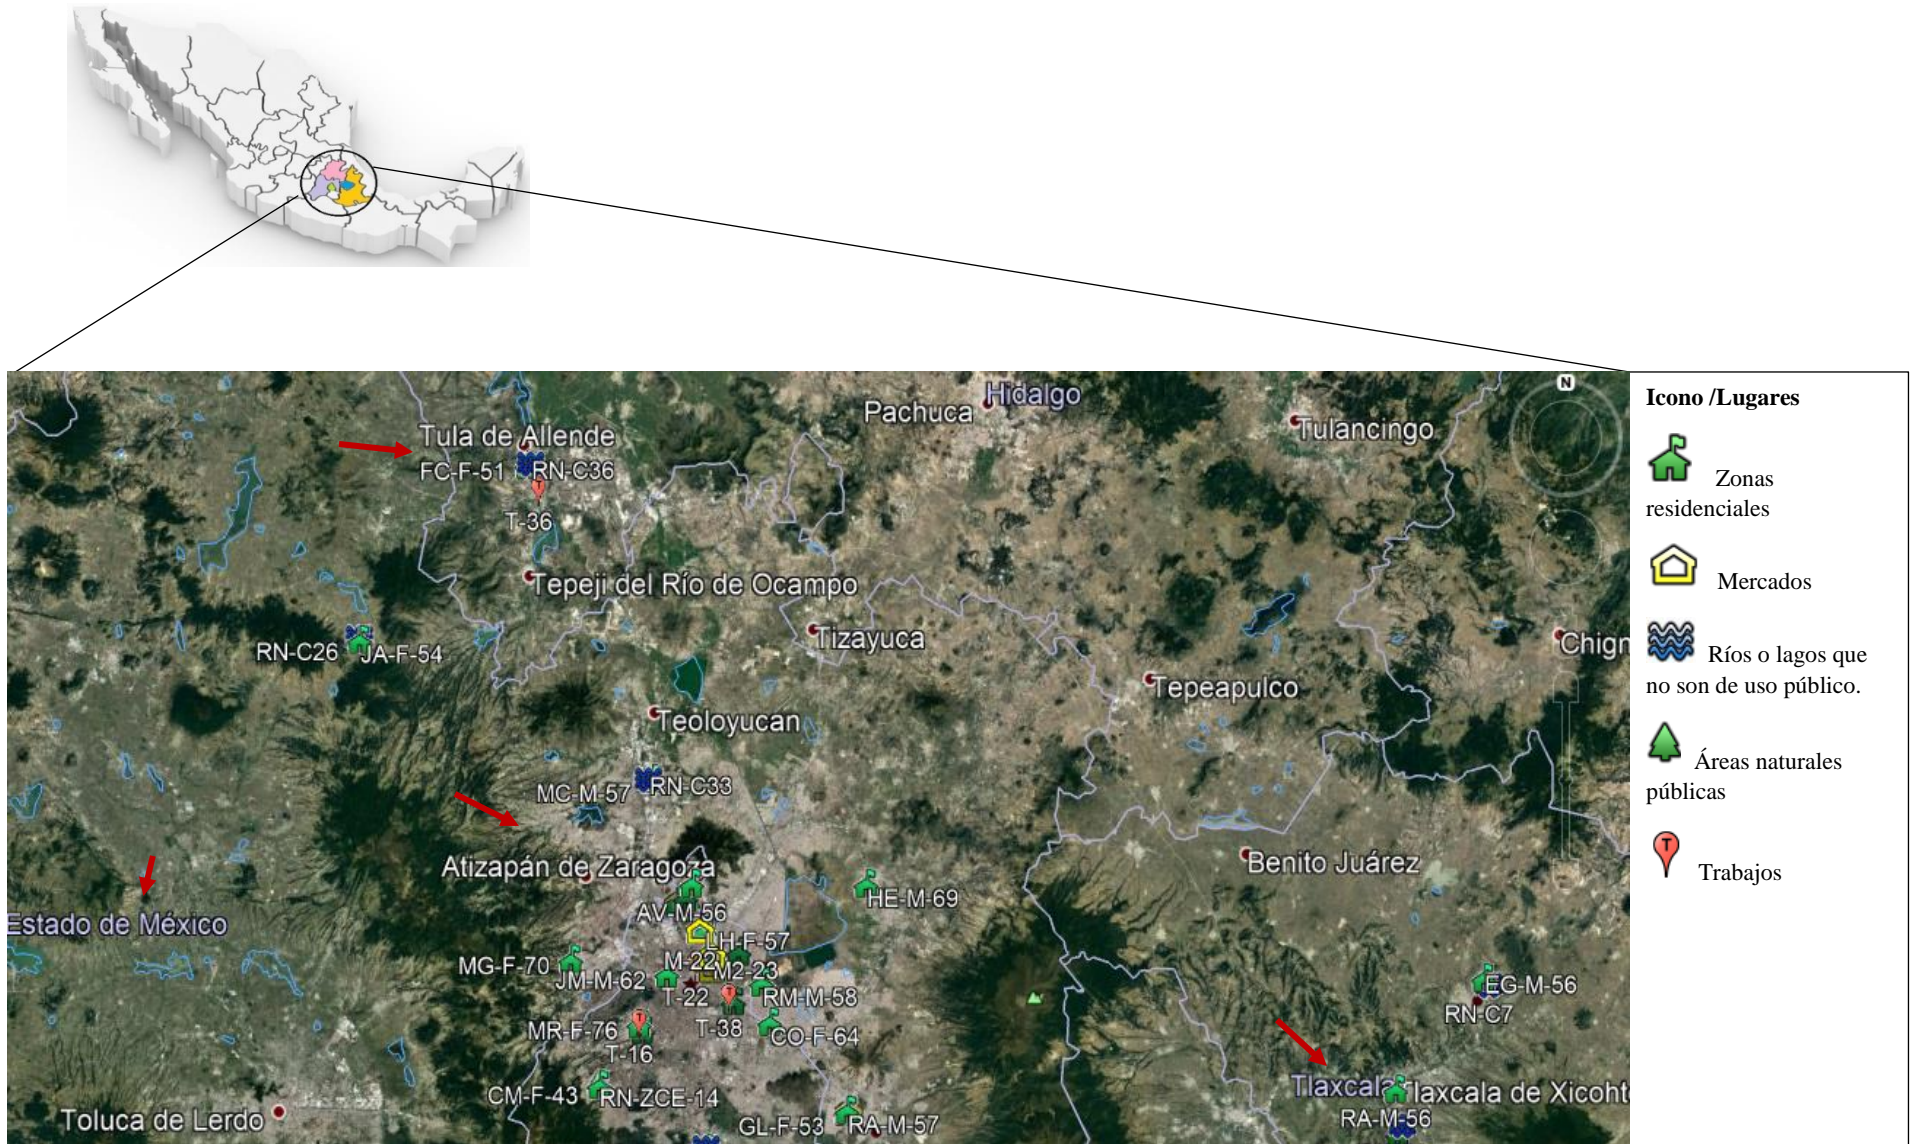 Hidalgo
Pachuca
Tulancingo
N
Tula de Allende
FC-F-51
RN-C36
T
T-36
Tepeji del Río de Ocampo
Tizayuca
Chign
RN-C26
JA-F-54
Tepeapulco
Teoloyucan
MC-M-57
RN-C33
Atizapán de Zaragoza
Benito Juárez
HE-M-69
AV-M-56
Estado de México
LH-F-57
MG-F-70
M-22
M2-23
JM-M-62
EG-M-56
T-22
T
RM-M-58
RN-C7
MR-F-76
T
T-38
CO-F-64
T-16
CM-F-43
RN-ZCE-14
Tlaxcala
Tlaxcala de Xicoht
Toluca de Lerdo
GL-F-53
RA-M-57
RA-M-56
Icono /Lugares
Zonas
residenciales
Mercados
Ríos o lagos que
no son de uso público.
Áreas naturales
públicas
T
Trabajos